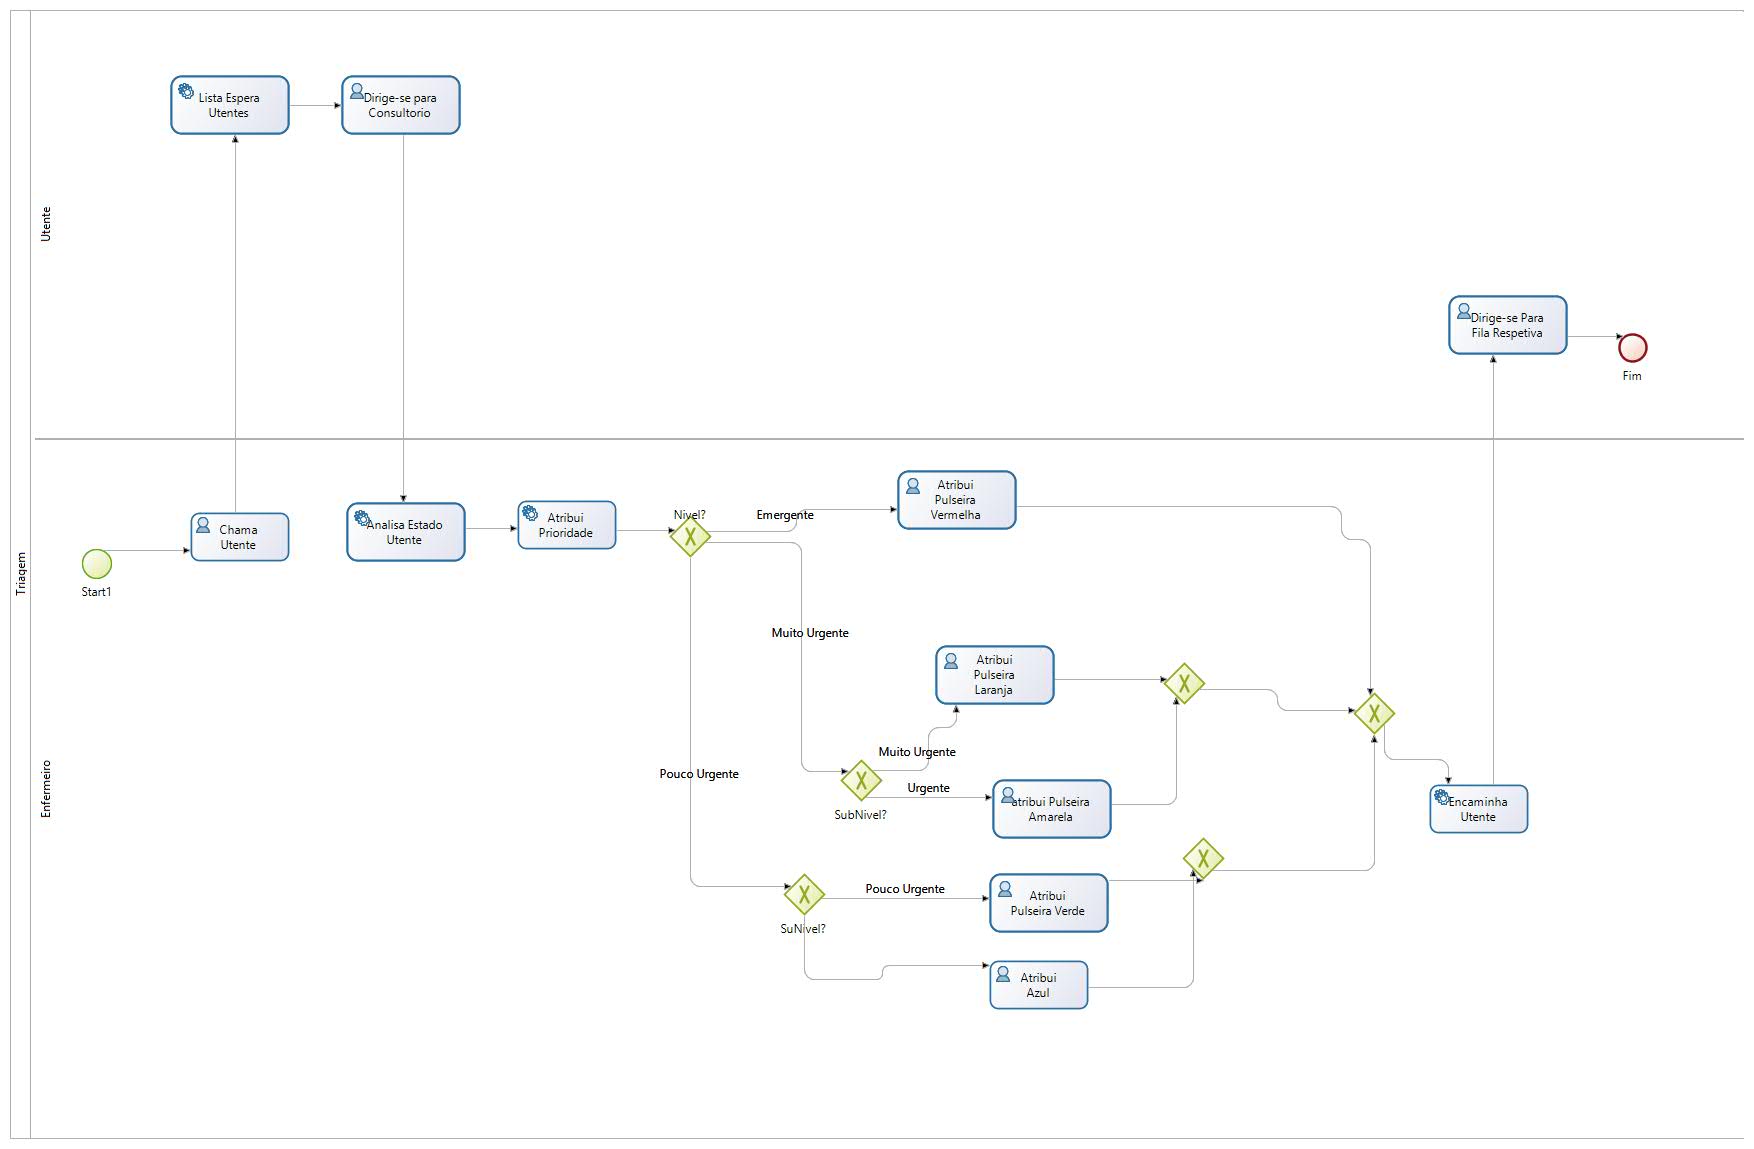 Triagem
Utente
Lista Espera
Utentes
Dirige-se para
Consultorio
Dirige-se Para
Fila Respetiva
Fim
Enfermeiro
Start1
Chama
Utente
Analisa Estado
Utente
Atribui
Prioridade
Nivel?
Emergente
Atribui
Pulseira
Vermelha
Muito Urgente
Atribui
Pulseira
Laranja
Muito Urgente
Urgente
SubNivel?
atribui Pulseira
Amarela
Pouco Urgente
Encaminha
Utente
Pouco Urgente
SuNivel?
Atribui
Pulseira Verde
Atribui
Azul